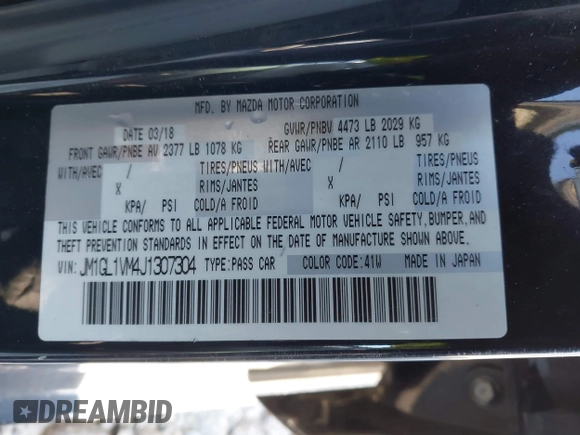 MFD. BY MAZDA MOTOR CORPORATION
DATE 03/18 GVWR/PNBV 4473 LB 2029 KG
FRONT GAWR/PNBE AV 2377 LB 1078 KG REAR GAWR/PNBE AR 2110 LB 957 KG
WITH/AVEC / TIRES/PNEUS WITH/AVEC / TIRES/PNEUS
X RIMS/JANTES X RIMS/JANTES
KPA/ PSI COLD/A FROID KPA/ PSI COLD/A FROID
THIS VEHICLE CONFORMS TO ALL APPLICABLE FEDERAL MOTOR VEHICLE SAFETY, BUMPER, AND
THEFT PREVENTION STANDARDS IN EFFECT ON THE DATE OF MANUFACTURE SHOWN ABOVE.
VIN: JM1GL1VM4J1307304 TYPE:PASS CAR COLOR CODE:41W MADE IN JAPAN
DREAMBID